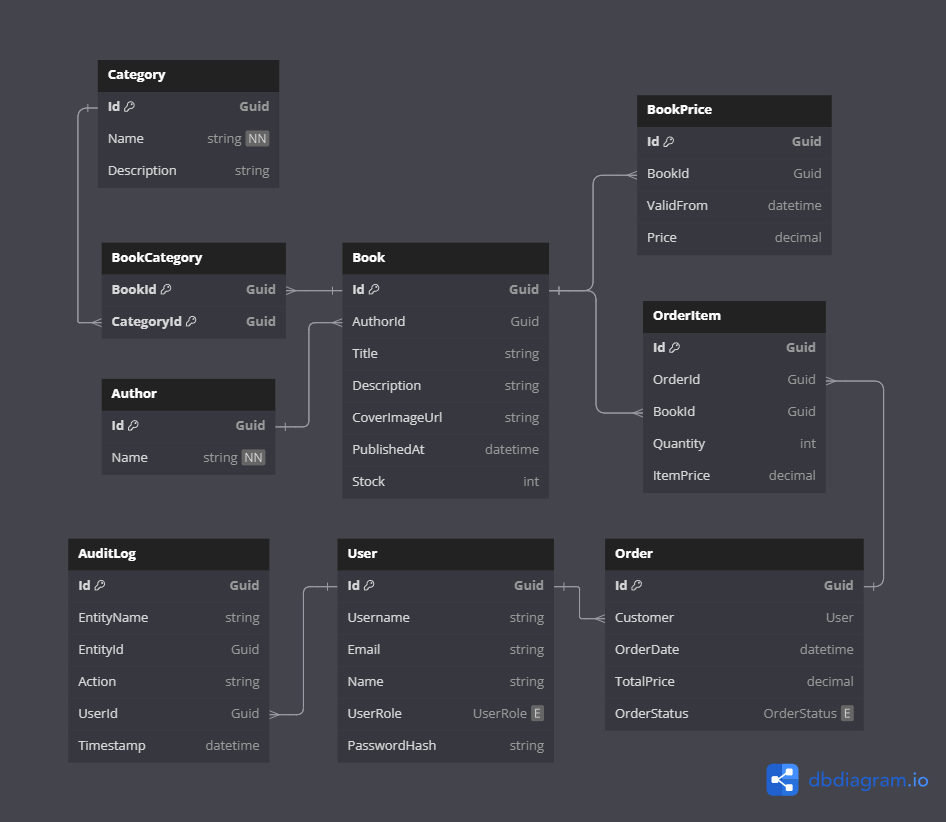 Category
Id Guid
Name string NN
Description string
BookCategory
BookId Guid
CategoryId Guid
Author
Id Guid
Name string NN
Book
Id Guid
AuthorId Guid
Title string
Description string
CoverImageUrl string
PublishedAt datetime
Stock int
BookPrice
Id Guid
BookId Guid
ValidFrom datetime
Price decimal
OrderItem
Id Guid
OrderId Guid
BookId Guid
Quantity int
ItemPrice decimal
AuditLog
Id Guid
EntityName string
EntityId Guid
Action string
UserId Guid
Timestamp datetime
User
Id Guid
Username string
Email string
Name string
UserRole UserRole E
PasswordHash string
Order
Id Guid
Customer User
OrderDate datetime
TotalPrice decimal
OrderStatus OrderStatus E
dbdiagram.io